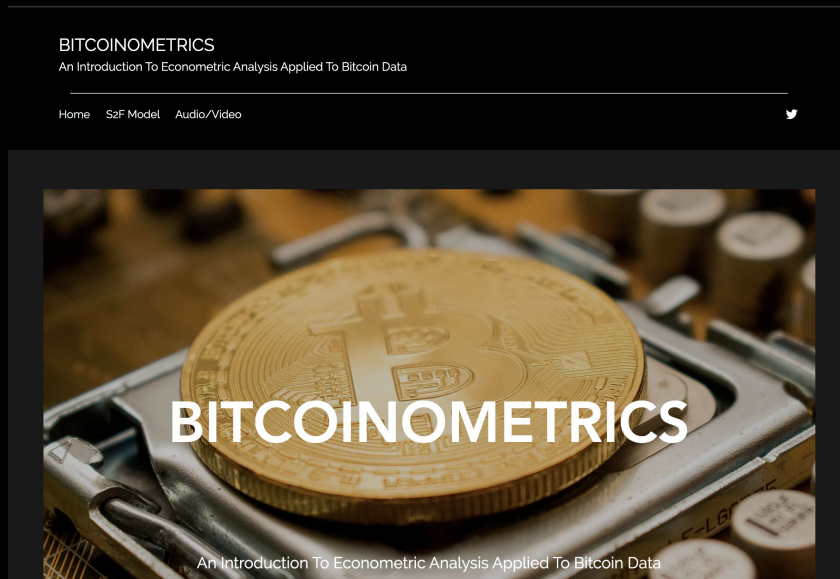 BITCOINOMETRICS
An Introduction To Econometric Analysis Applied To Bitcoin Data
Home S2F Model Audio/Video
BITCOINOMETRICS
An Introduction To Econometric Analysis Applied To Bitcoin Data